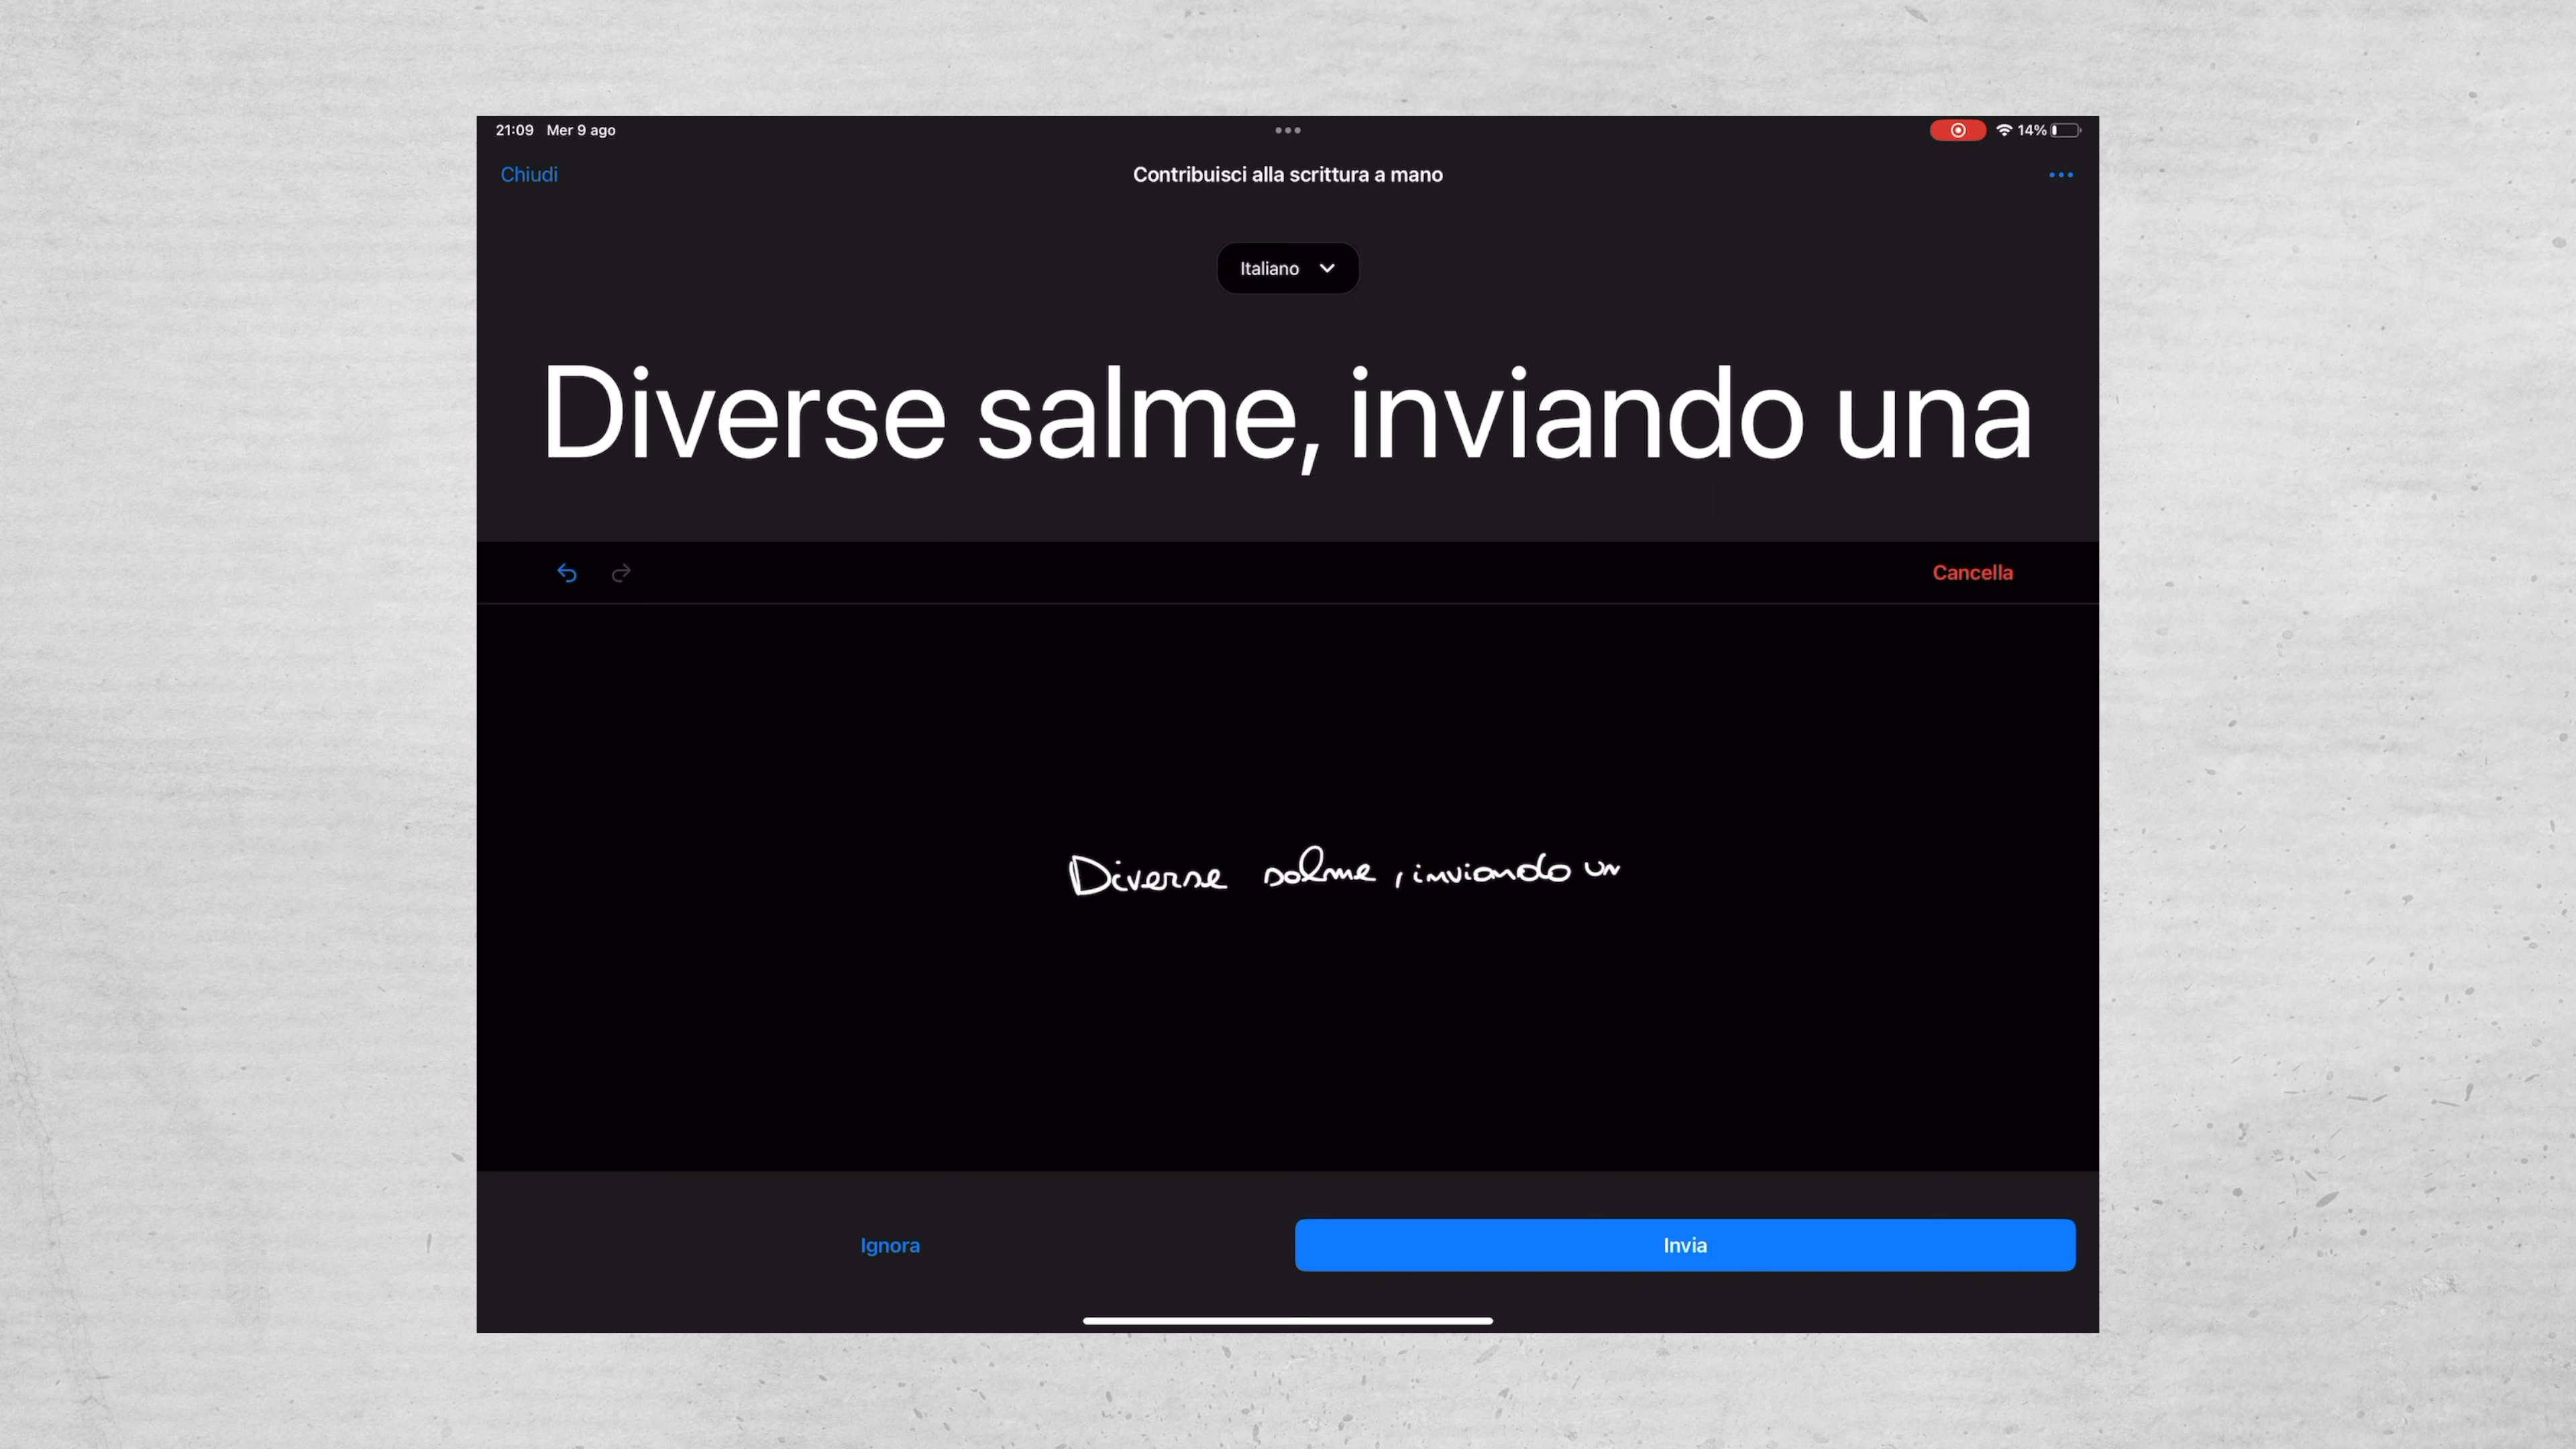 21:09 Mer 9 ago 14%
Chiudi Contribuisci alla scrittura a mano
Italiano
Diverse salme, inviando una
Cancella
Diverse salme, inviando un
Ignora Invia